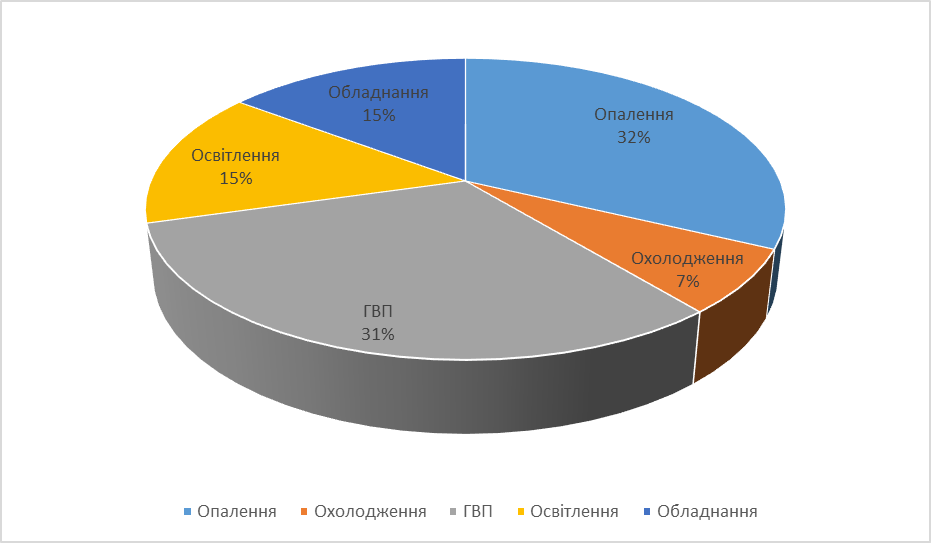 Обладнання
15%
Опалення
32%
Освітлення
15%
Охолодження
7%
ГВП
31%
Опалення
Охолодження
ГВП
Освітлення
Обладнання